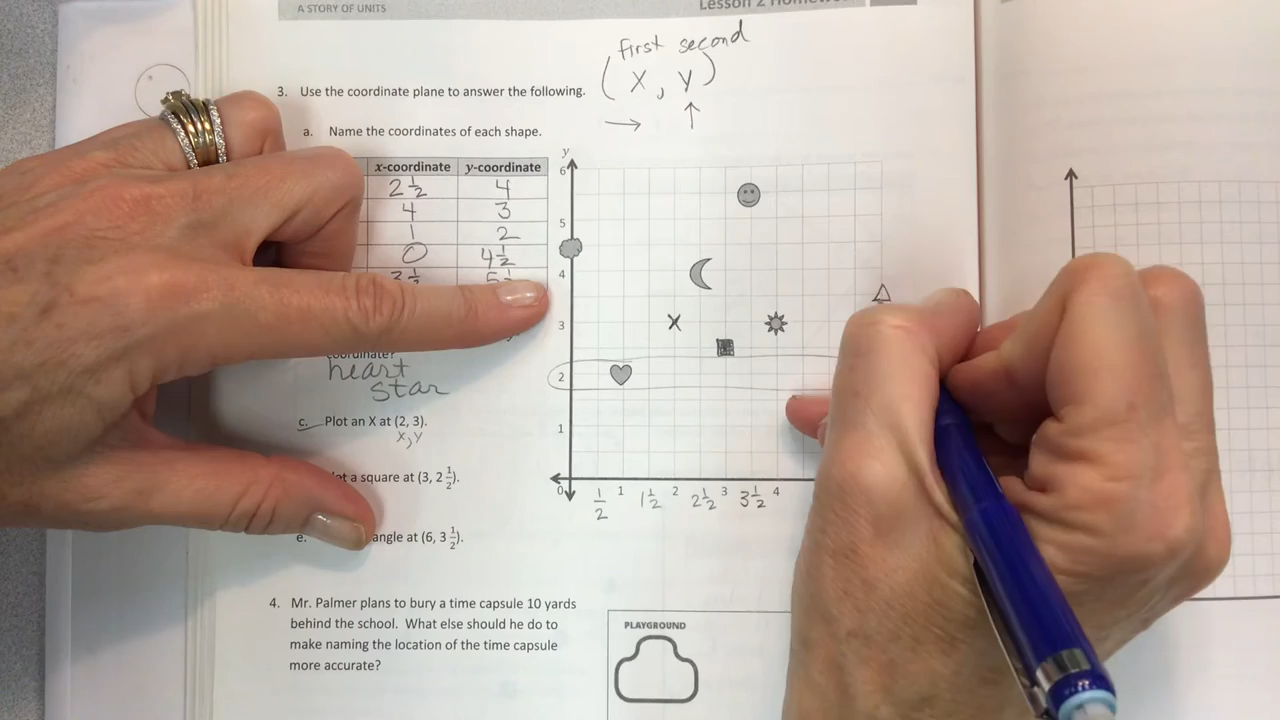 A STORY OF UNITS
Lesson 2
first second
(x, y)
3. Use the coordinate plane to answer the following.
a. Name the coordinates of each shape.
x-coordinate y-coordinate
2 1/2 4
4 3
1 2
0 4 1/2
3 1/2
y
6
5
4
3
2
1
0 1/2 1 1 1/2 2 2 1/2 3 3 1/2 4
coordinate?
heart
star
c. Plot an X at (2, 3).
x, y
a square at (3, 2 1/2).
e. angle at (6, 3 1/2).
4. Mr. Palmer plans to bury a time capsule 10 yards
behind the school. What else should he do to
make naming the location of the time capsule
more accurate?
PLAYGROUND